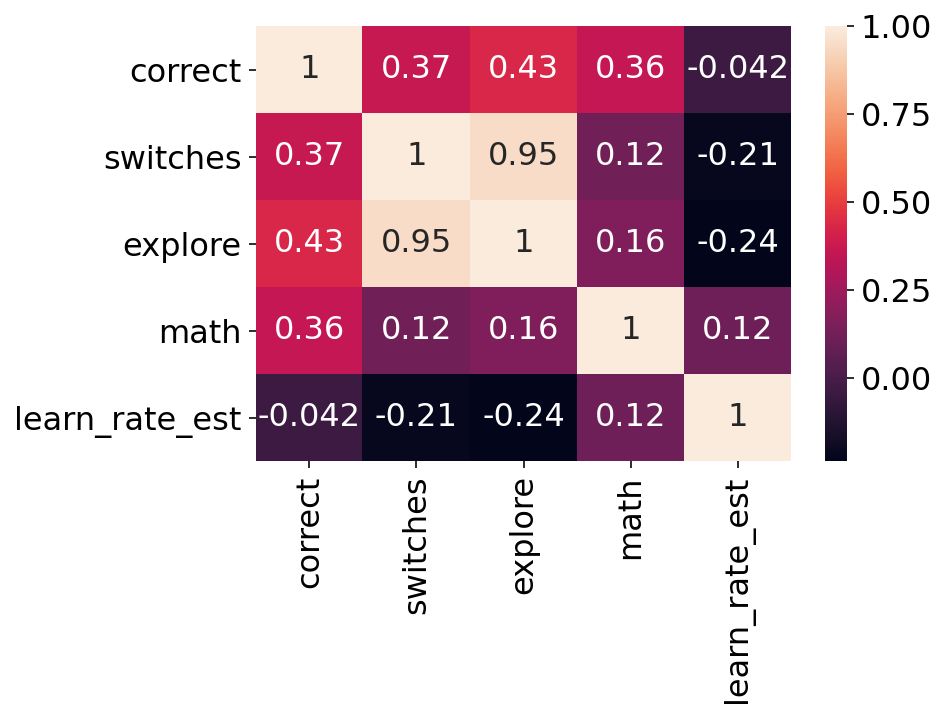 correct 1 0.37 0.43 0.36 -0.042
switches 0.37 1 0.95 0.12 -0.21
explore 0.43 0.95 1 0.16 -0.24
math 0.36 0.12 0.16 1 0.12
learn_rate_est -0.042 -0.21 -0.24 0.12 1
correct
switches
explore
math
learn_rate_est
1.00
0.75
0.50
0.25
0.00